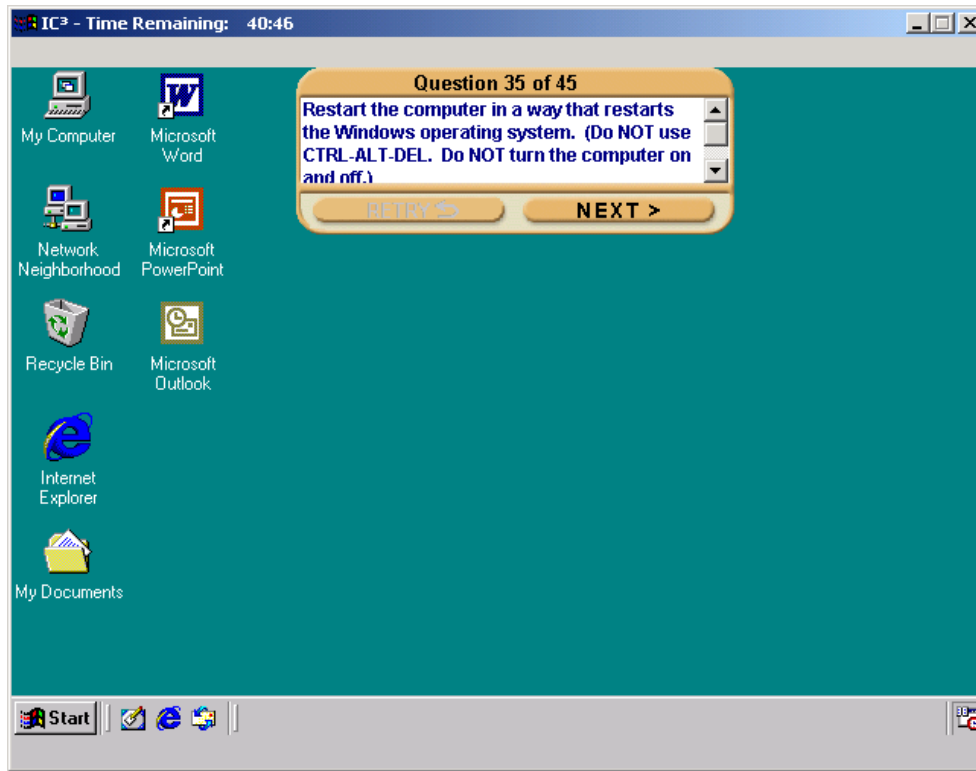 IC³ - Time Remaining: 40:46
Question 35 of 45
Restart the computer in a way that restarts
the Windows operating system. (Do NOT use
CTRL-ALT-DEL. Do NOT turn the computer on
and off.)
RETRY
NEXT >
My Computer
Microsoft
Word
Network
Neighborhood
Microsoft
PowerPoint
Recycle Bin
Microsoft
Outlook
Internet
Explorer
My Documents
Start